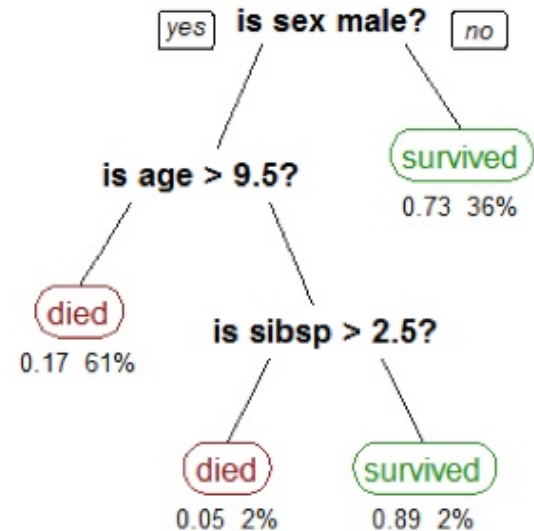 yes is sex male? no
survived
0.73 36%
is age > 9.5?
died
0.17 61%
is sibsp > 2.5?
died survived
0.05 2% 0.89 2%